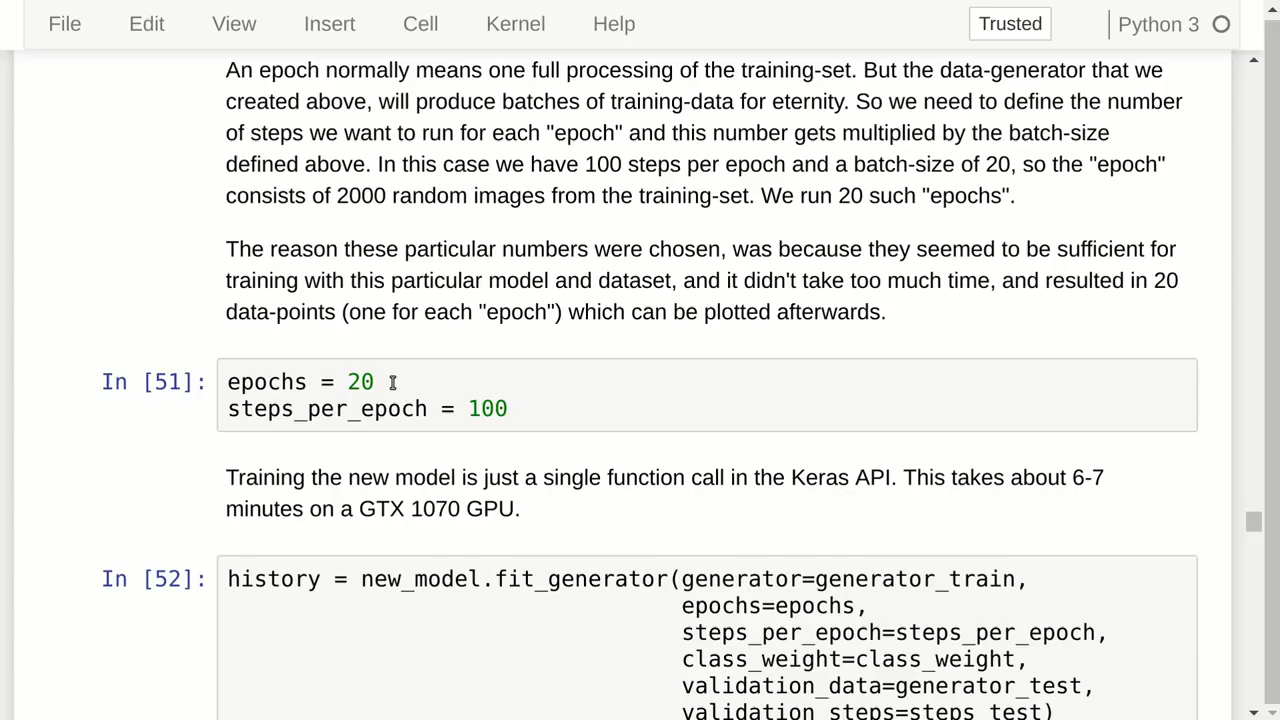 File Edit View Insert Cell Kernel Help Trusted Python 3
An epoch normally means one full processing of the training-set. But the data-generator that we
created above, will produce batches of training-data for eternity. So we need to define the number
of steps we want to run for each "epoch" and this number gets multiplied by the batch-size
defined above. In this case we have 100 steps per epoch and a batch-size of 20, so the "epoch"
consists of 2000 random images from the training-set. We run 20 such "epochs".
The reason these particular numbers were chosen, was because they seemed to be sufficient for
training with this particular model and dataset, and it didn't take too much time, and resulted in 20
data-points (one for each "epoch") which can be plotted afterwards.
In [51]: epochs = 20
steps_per_epoch = 100
Training the new model is just a single function call in the Keras API. This takes about 6-7
minutes on a GTX 1070 GPU.
In [52]: history = new_model.fit_generator(generator=generator_train,
epochs=epochs,
steps_per_epoch=steps_per_epoch,
class_weight=class_weight,
validation_data=generator_test,
validation_steps=steps_test)